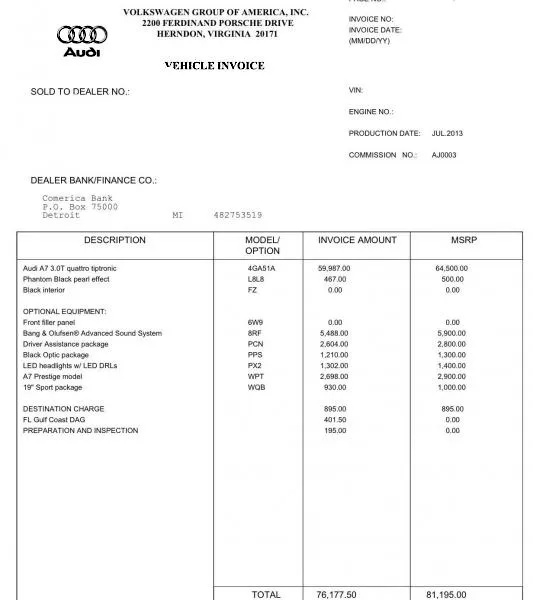 VOLKSWAGEN GROUP OF AMERICA, INC.
2200 FERDINAND PORSCHE DRIVE
HERNDON, VIRGINIA 20171
Audi
VEHICLE INVOICE
INVOICE NO:
INVOICE DATE:
(MM/DD/YY)
SOLD TO DEALER NO.:
VIN:
ENGINE NO.:
PRODUCTION DATE: JUL.2013
COMMISSION NO.: AJ0003
DEALER BANK/FINANCE CO.:
Comerica Bank
P.O. Box 75000
Detroit MI 482753519
DESCRIPTION MODEL/ OPTION INVOICE AMOUNT MSRP
Audi A7 3.0T quattro tiptronic 4GA51A 59,987.00 64,500.00
Phantom Black pearl effect L8L8 467.00 500.00
Black interior FZ 0.00 0.00
OPTIONAL EQUIPMENT:
Front filler panel 6W9 0.00 0.00
Bang & Olufsen® Advanced Sound System 8RF 5,488.00 5,900.00
Driver Assistance package PCN 2,604.00 2,800.00
Black Optic package PPS 1,210.00 1,300.00
LED headlights w/ LED DRLs PX2 1,302.00 1,400.00
A7 Prestige model WPT 2,698.00 2,900.00
19" Sport package WQB 930.00 1,000.00
DESTINATION CHARGE 895.00 895.00
FL Gulf Coast DAG 401.50 0.00
PREPARATION AND INSPECTION 195.00 0.00
TOTAL 76,177.50 81,195.00